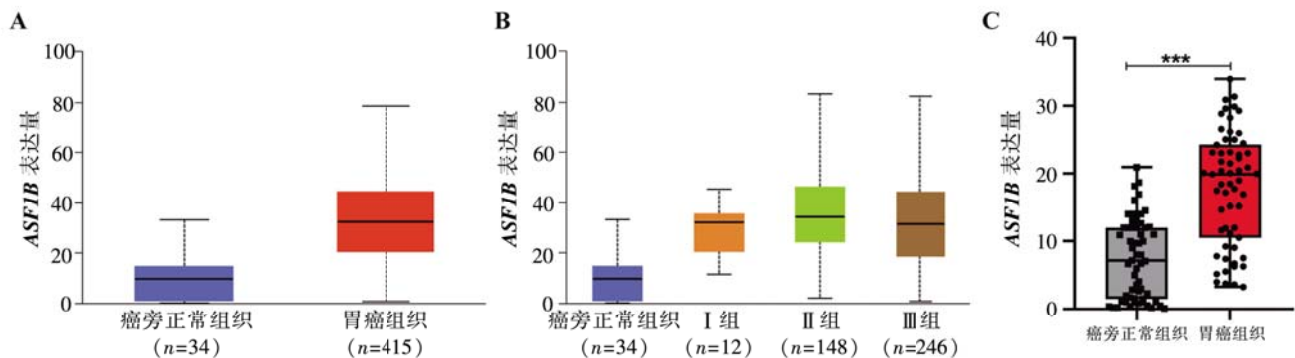 A
ASF1B 表达量
100
80
60
40
20
0
癌旁正常组织
(n=34)
胃癌组织
(n=415)
B
ASF1B 表达量
100
80
60
40
20
0
癌旁正常组织
(n=34)
Ⅰ组
(n=12)
Ⅱ组
(n=148)
Ⅲ组
(n=246)
C
ASF1B 表达量
40
30
20
10
0
***
癌旁正常组织
胃癌组织